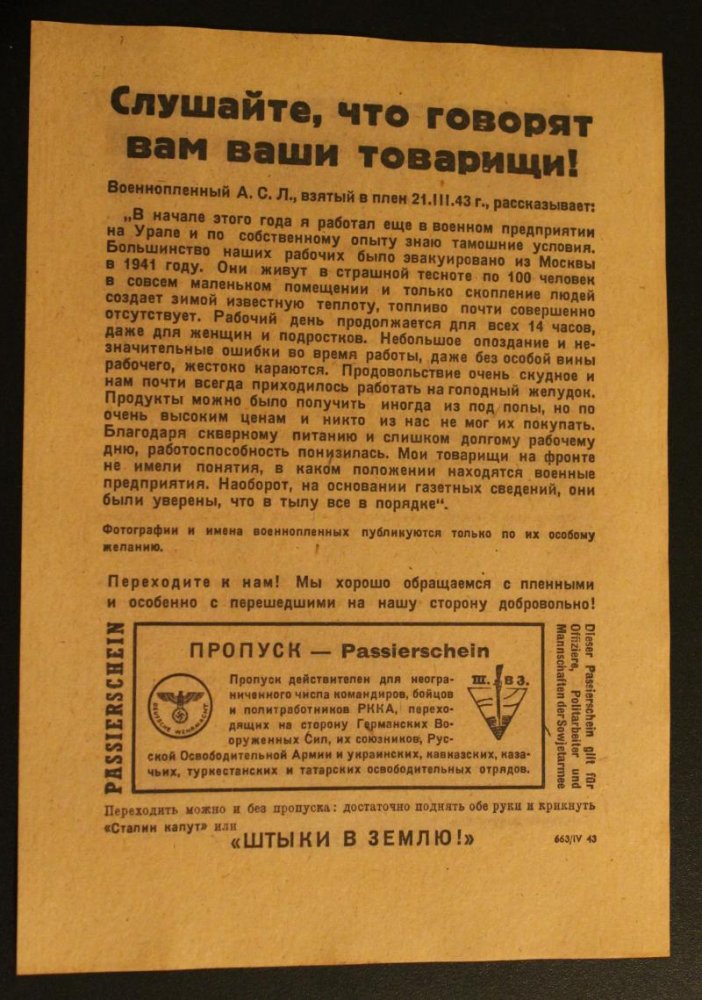 Слушайте, что говорят
вам ваши товарищи!
Военнопленный А. С. Л., взятый в плен 21.III.43 г., рассказывает:
„В начале этого года я работал еще в военном предприятии
на Урале и по собственному опыту знаю тамошние условия.
Большинство наших рабочих было эвакуировано из Москвы
в 1941 году. Они живут в страшной тесноте по 100 человек
в совсем маленьком помещении и только скопление людей
создает зимой известную теплоту, топливо почти совершенно
отсутствует. Рабочий день продолжается для всех 14 часов,
даже для женщин и подростков. Небольшое опоздание и не-
значительные ошибки во время работы, даже без особой вины
рабочего, жестоко караются. Продовольствие очень скудное и
нам почти всегда приходилось работать на голодный желудок.
Продукты можно было получить иногда из под полы, но по
очень высоким ценам и никто из нас не мог их покупать.
Благодаря скверному питанию и слишком долгому рабочему
дню, работоспособность понизилась. Мои товарищи на фронте
не имели понятия, в каком положении находятся военные
предприятия. Наоборот, на основании газетных сведений, они
были уверены, что в тылу все в порядке“.
Фотографии и имена военнопленных публикуются только по их особому
желанию.
Переходите к нам! Мы хорошо обращаемся с пленными
и особенно с перешедшими на нашу сторону добровольно!
PASSIERSCHEIN
ПРОПУСК — Passierschein
Пропуск действителен для неогра-
ниченного числа командиров, бойцов
и политработников РККА, перехо-
дящих на сторону Германских Во-
оруженных Сил, их союзников, Рус-
ской Освободительной Армии и украинских, кавказских, каза-
чьих, туркестанских и татарских освободительных отрядов.
DEUTSCHE WEHRMACHT
Ш. В З.
Dieser Passierschein gilt für
Offiziere, Politarbeiter und
Mannschaften der Sowjetarmee
Переходить можно и без пропуска: достаточно поднять обе руки и крикнуть
«Сталин капут» или
«ШТЫКИ В ЗЕМЛЮ!»
663/IV 43